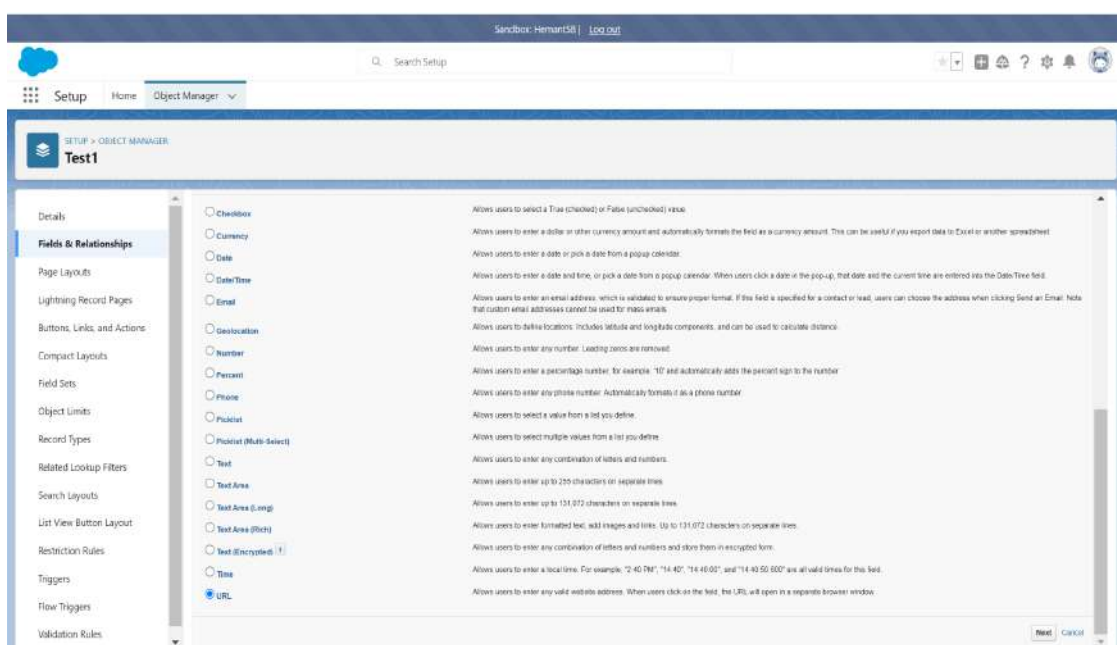 Sandbox: HemantSB | Log out
Search Setup
Setup Home Object Manager
SETUP > OBJECT MANAGER
Test1
Details
Fields & Relationships
Page Layouts
Lightning Record Pages
Buttons, Links, and Actions
Compact Layouts
Field Sets
Object Limits
Record Types
Related Lookup Filters
Search Layouts
List View Button Layout
Restriction Rules
Triggers
Flow Triggers
Validation Rules
Checkbox Allows users to select a True (checked) or False (unchecked) value.
Currency Allows users to enter a dollar or other currency amount and automatically formats the field as a currency amount. This can be useful if you export data to Excel or another spreadsheet.
Date Allows users to enter a date or pick a date from a popup calendar.
Date/Time Allows users to enter a date and time, or pick a date from a popup calendar. When users click a date in the pop-up, that date and the current time are entered into the Date/Time field.
Email Allows users to enter an email address, which is validated to ensure proper format. If this field is specified for a contact or lead, users can choose the address when clicking Send an Email. Note
that custom email addresses cannot be used for mass emails.
Geolocation Allows users to define locations. Includes latitude and longitude components, and can be used to calculate distance.
Number Allows users to enter any number. Leading zeros are removed.
Percent Allows users to enter a percentage number, for example, '10' and automatically adds the percent sign to the number.
Phone Allows users to enter any phone number. Automatically formats it as a phone number.
Picklist Allows users to select a value from a list you define.
Picklist (Multi-Select) Allows users to select multiple values from a list you define.
Text Allows users to enter any combination of letters and numbers.
Text Area Allows users to enter up to 255 characters on separate lines.
Text Area (Long) Allows users to enter up to 131,072 characters on separate lines.
Text Area (Rich) Allows users to enter formatted text, add images and links. Up to 131,072 characters on separate lines.
Text (Encrypted) i Allows users to enter any combination of letters and numbers and store them in encrypted form.
Time Allows users to enter a local time. For example, "2:40 PM", "14:40", "14:40:00", and "14:40:50.600" are all valid times for this field.
URL Allows users to enter any valid website address. When users click on the field, the URL will open in a separate browser window.
Next Cancel